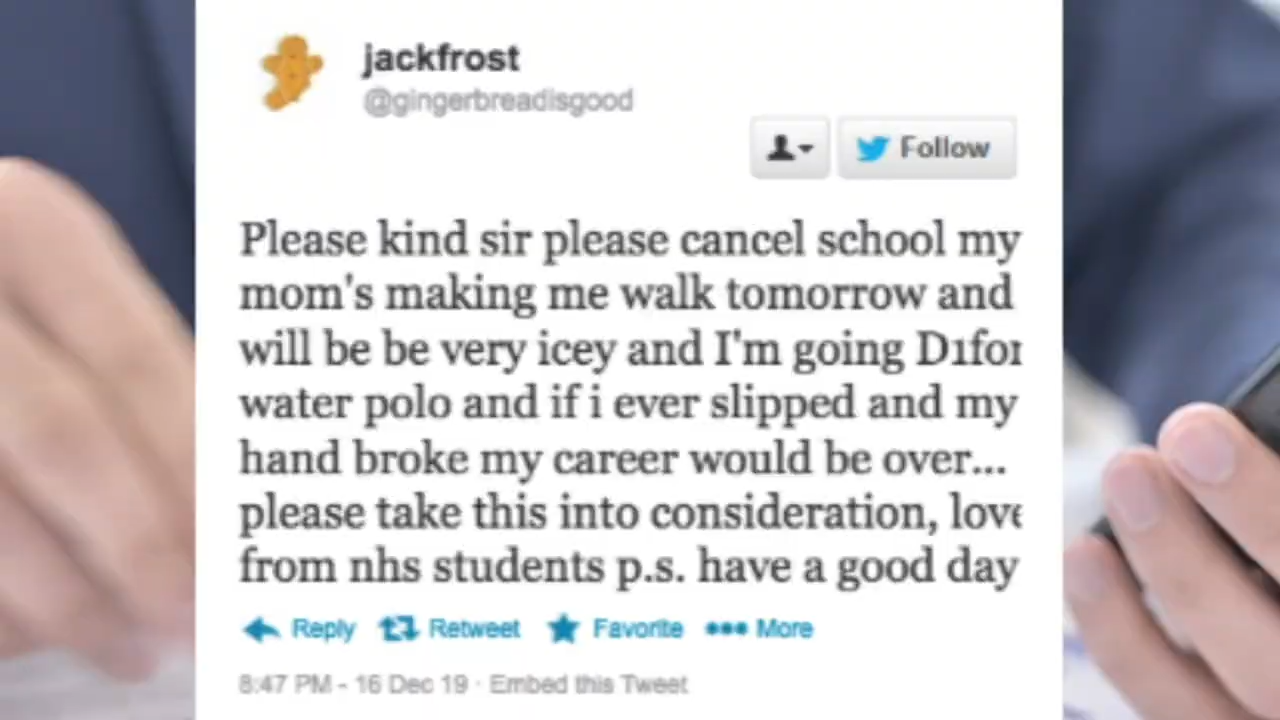 jackfrost
@gingerbreadisgood
Follow
Please kind sir please cancel school my
mom's making me walk tomorrow and
will be be very icey and I'm going D1for
water polo and if i ever slipped and my
hand broke my career would be over...
please take this into consideration, love
from nhs students p.s. have a good day
Reply Retweet Favorite More
8:47 PM - 16 Dec 19 · Embed this Tweet